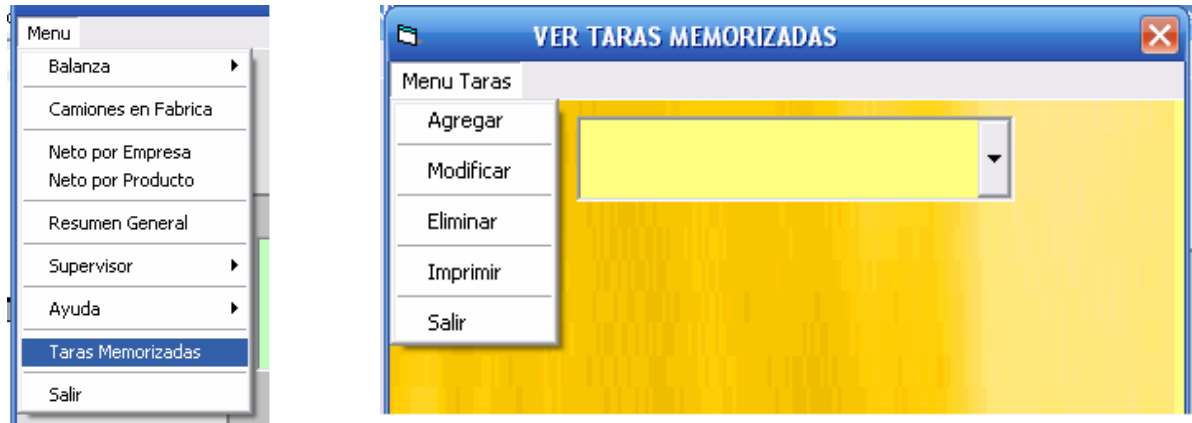 Menu
Balanza
Camiones en Fabrica
Neto por Empresa
Neto por Producto
Resumen General
Supervisor
Ayuda
Taras Memorizadas
Salir
VER TARAS MEMORIZADAS
Menu Taras
Agregar
Modificar
Eliminar
Imprimir
Salir